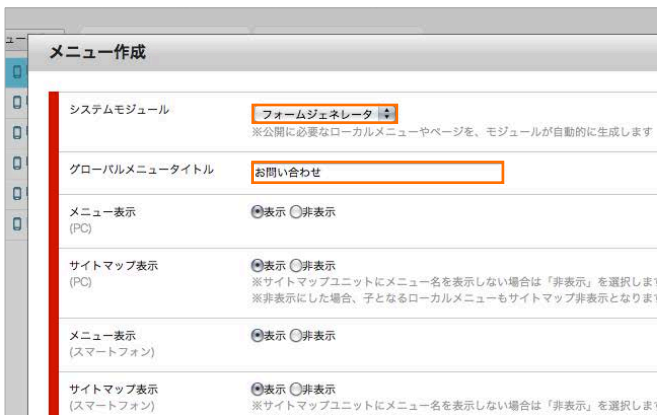 メニュー作成
システムモジュール
フォームジェネレータ
※公開に必要なローカルメニューやページを、モジュールが自動的に生成します
グローバルメニュータイトル
お問い合わせ
メニュー表示
(PC)
表示 非表示
サイトマップ表示
(PC)
表示 非表示
※サイトマップユニットにメニュー名を表示しない場合は「非表示」を選択しま
※非表示にした場合、子となるローカルメニューもサイトマップ非表示となりま
メニュー表示
(スマートフォン)
表示 非表示
サイトマップ表示
(スマートフォン)
表示 非表示
※サイトマップユニットにメニュー名を表示しない場合は「非表示」を選択しま